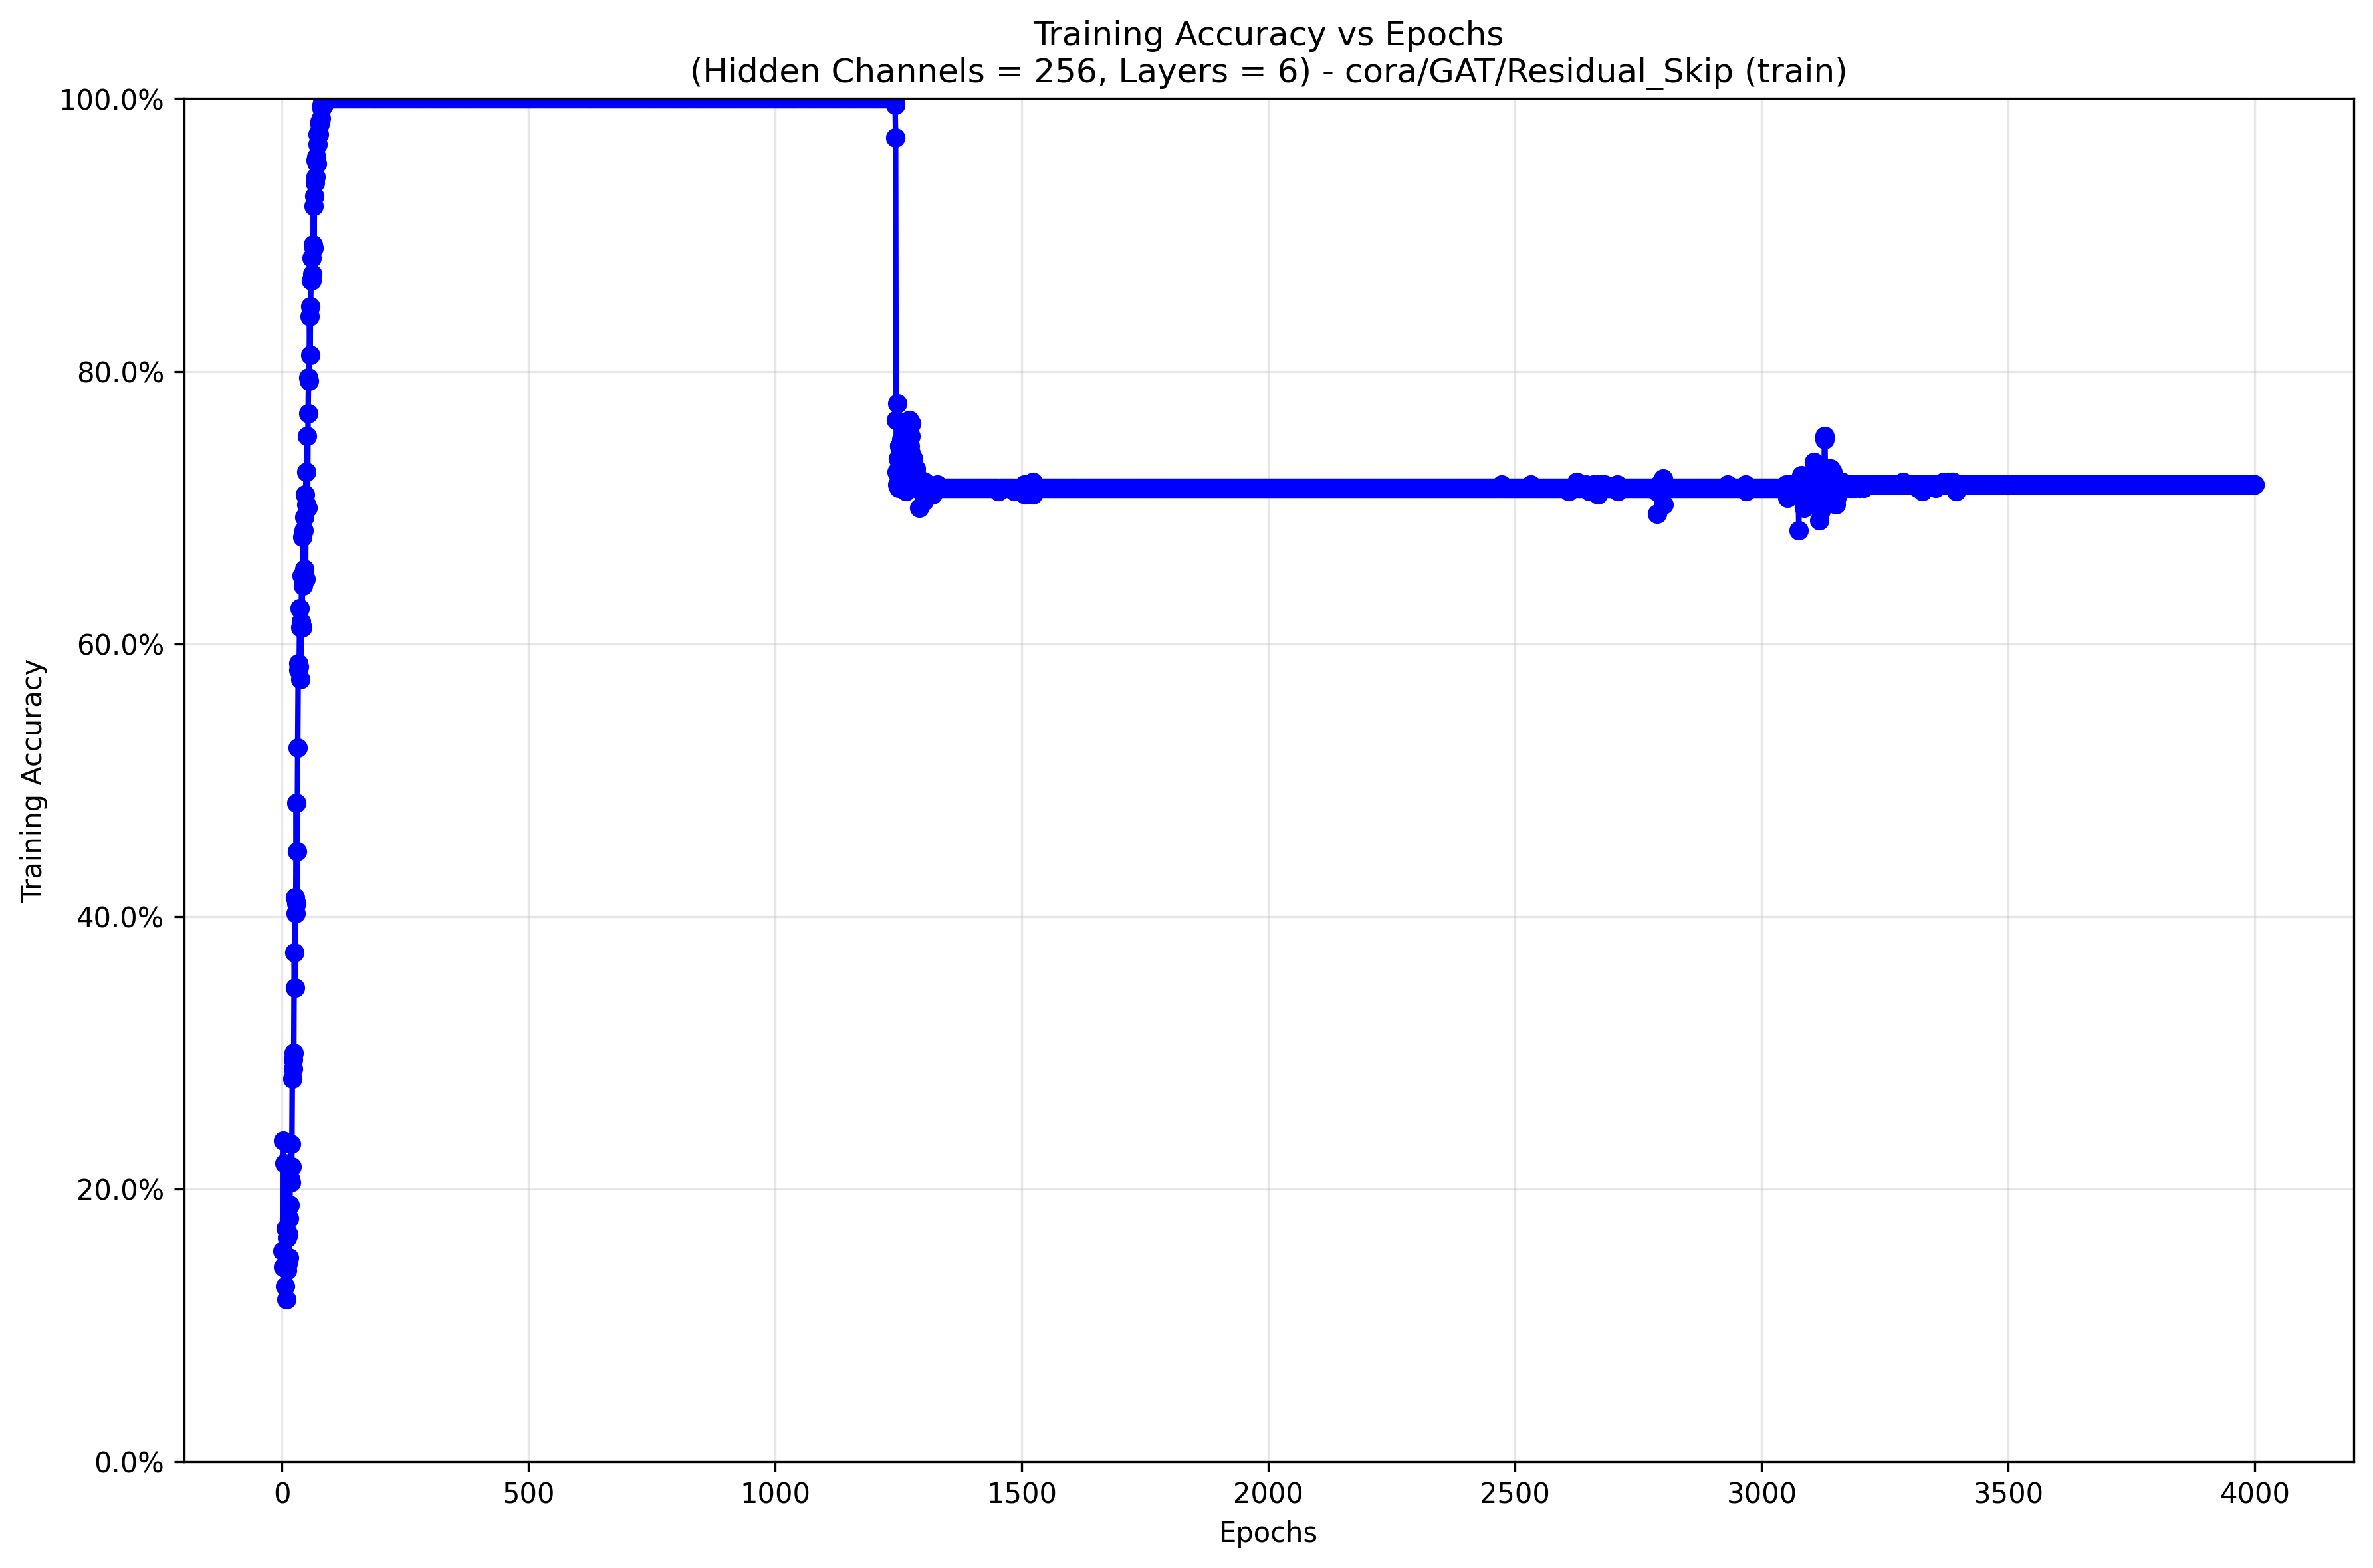 Training Accuracy vs Epochs
(Hidden Channels = 256, Layers = 6) - cora/GAT/Residual_Skip (train)
100.0%
80.0%
60.0%
40.0%
20.0%
0.0%
Training Accuracy
0 500 1000 1500 2000 2500 3000 3500 4000
Epochs